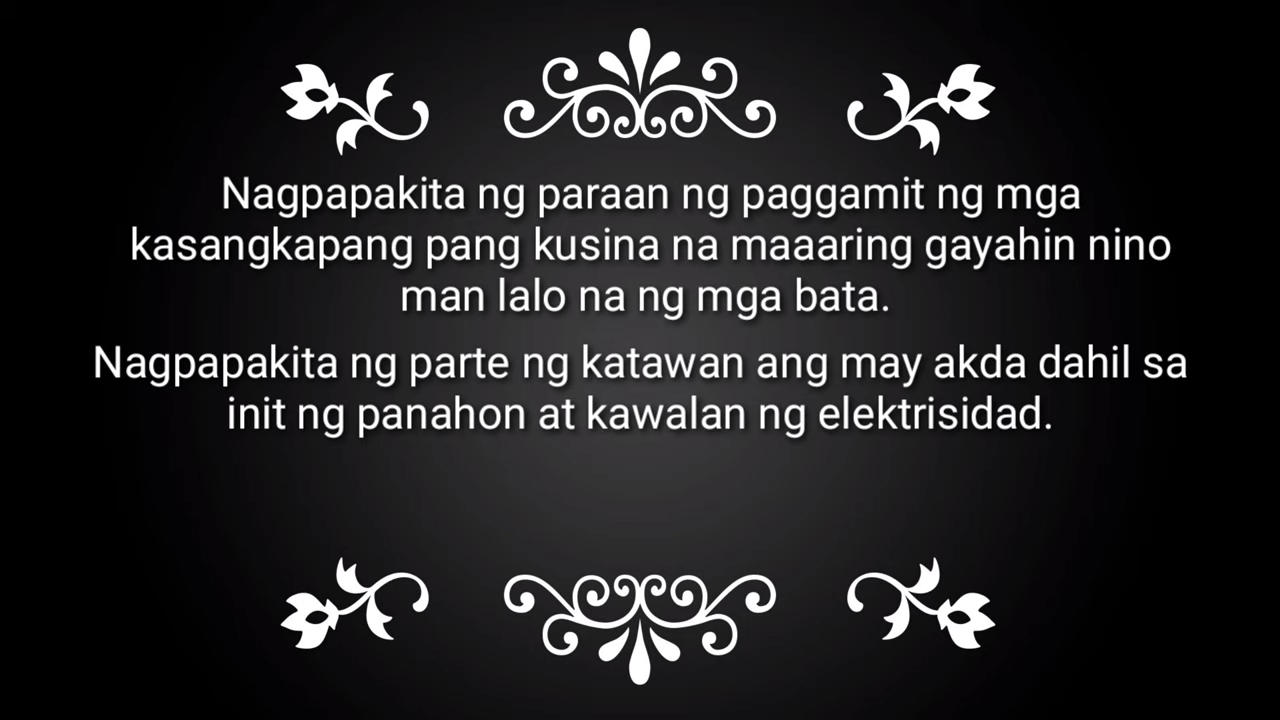 Nagpapakita ng paraan ng paggamit ng mga
kasangkapang pang kusina na maaaring gayahin nino
man lalo na ng mga bata.
Nagpapakita ng parte ng katawan ang may akda dahil sa
init ng panahon at kawalan ng elektrisidad.